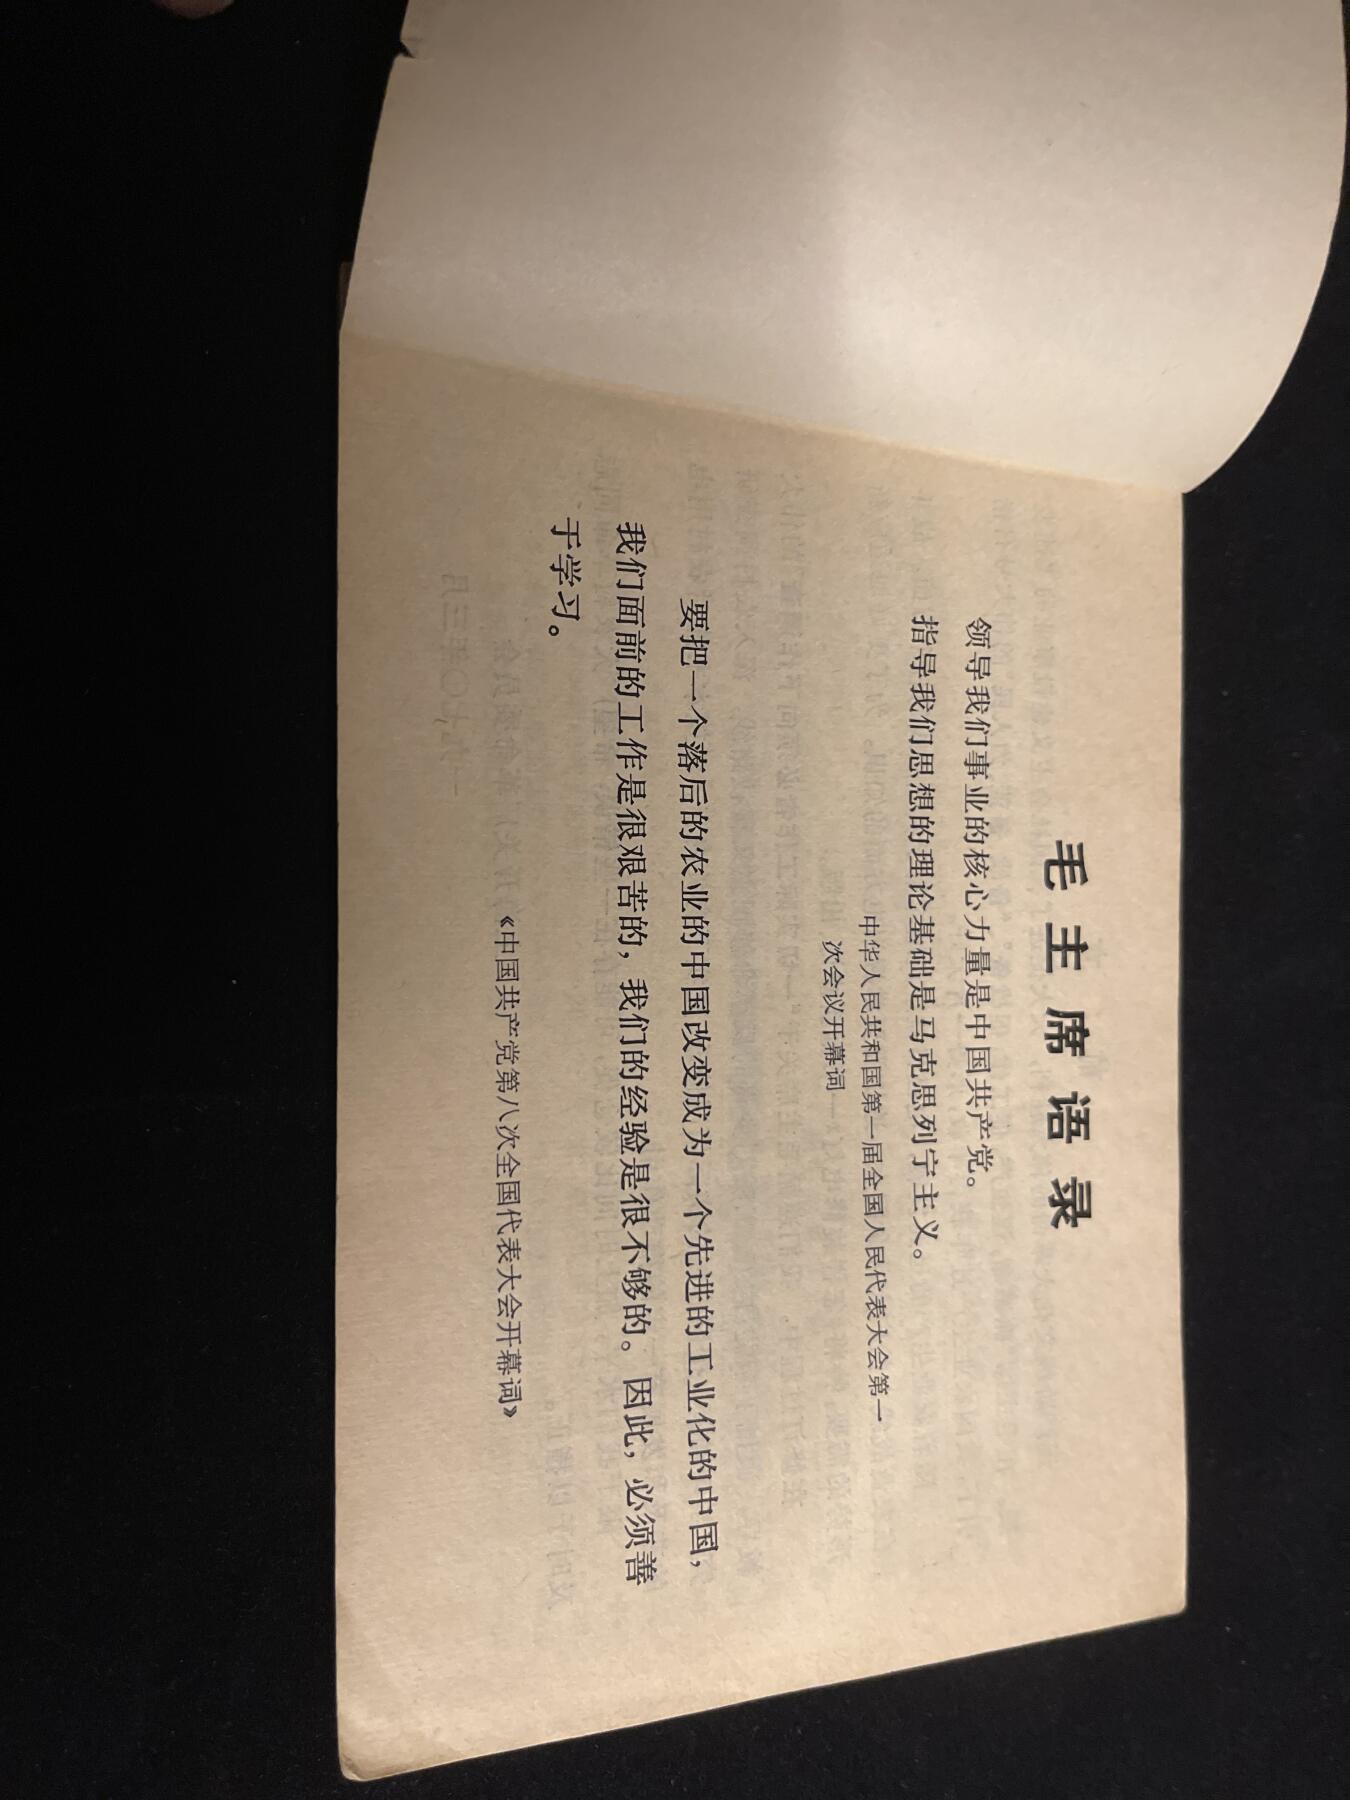 毛主席语录
领导我们事业的核心力量是中国共产党。
指导我们思想的理论基础是马克思列宁主义。
中华人民共和国第一届全国人民代表大会第一
次会议开幕词
要把一个落后的农业的中国改变成为一个先进的工业化的中国，
我们面前的工作是很艰苦的，我们的经验是很不够的。因此，必须善
于学习。
《中国共产党第八次全国代表大会开幕词》